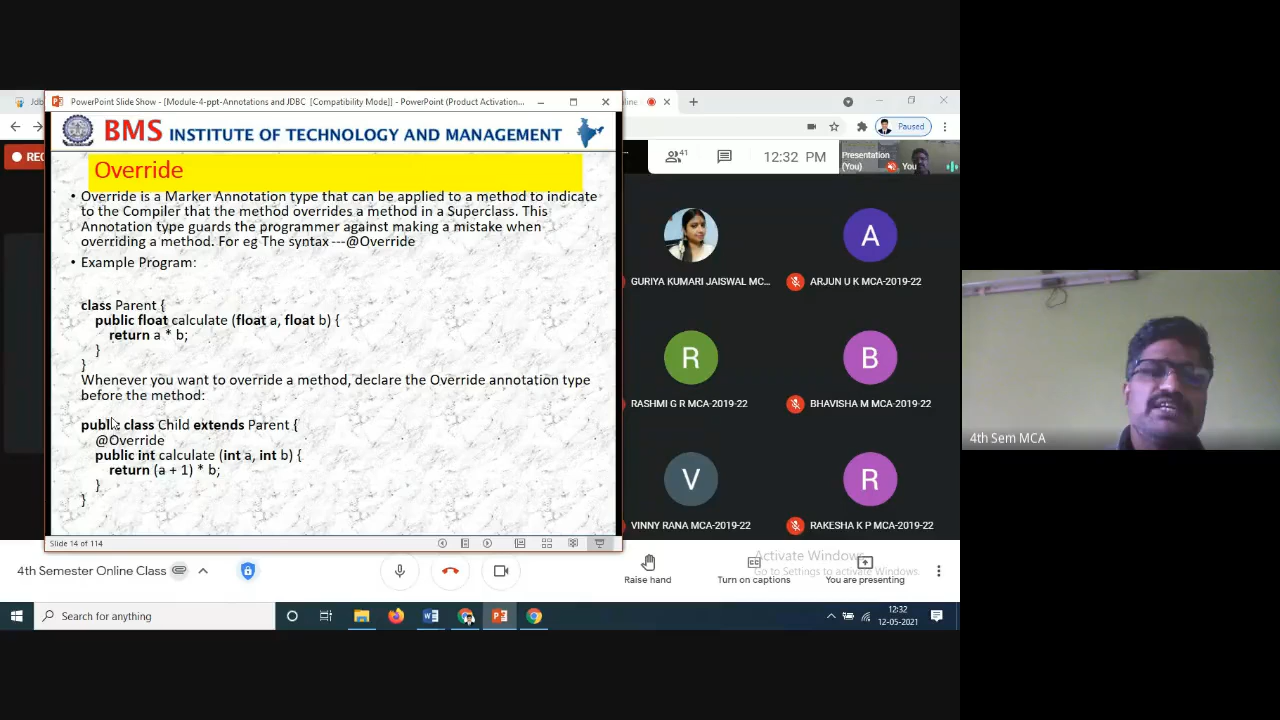 Jdb
PowerPoint Slide Show - [Module-4-ppt-Annotations and JDBC [Compatibility Mode]] - PowerPoint (Product Activation...
BMS INSTITUTE OF TECHNOLOGY AND MANAGEMENT
Override
• Override is a Marker Annotation type that can be applied to a method to indicate
to the Compiler that the method overrides a method in a Superclass. This
Annotation type guards the programmer against making a mistake when
overriding a method. For eg The syntax ---@Override
• Example Program:
class Parent {
public float calculate (float a, float b) {
return a * b;
}
}
Whenever you want to override a method, declare the Override annotation type
before the method:
public class Child extends Parent {
@Override
public int calculate (int a, int b) {
return (a + 1) * b;
}
}
Slide 14 of 114
REC
Paused
41
12:32 PM
Presentation
(You)
You
GURIYA KUMARI JAISWAL MC...
A
ARJUN U K MCA-2019-22
R
RASHMI G R MCA-2019-22
B
BHAVISHA M MCA-2019-22
V
VINNY RANA MCA-2019-22
R
RAKESHA K P MCA-2019-22
4th Sem MCA
4th Semester Online Class
Raise hand
Turn on captions
You are presenting
Activate Windows
Go to Settings to activate Windows.
Search for anything
12:32
12-05-2021